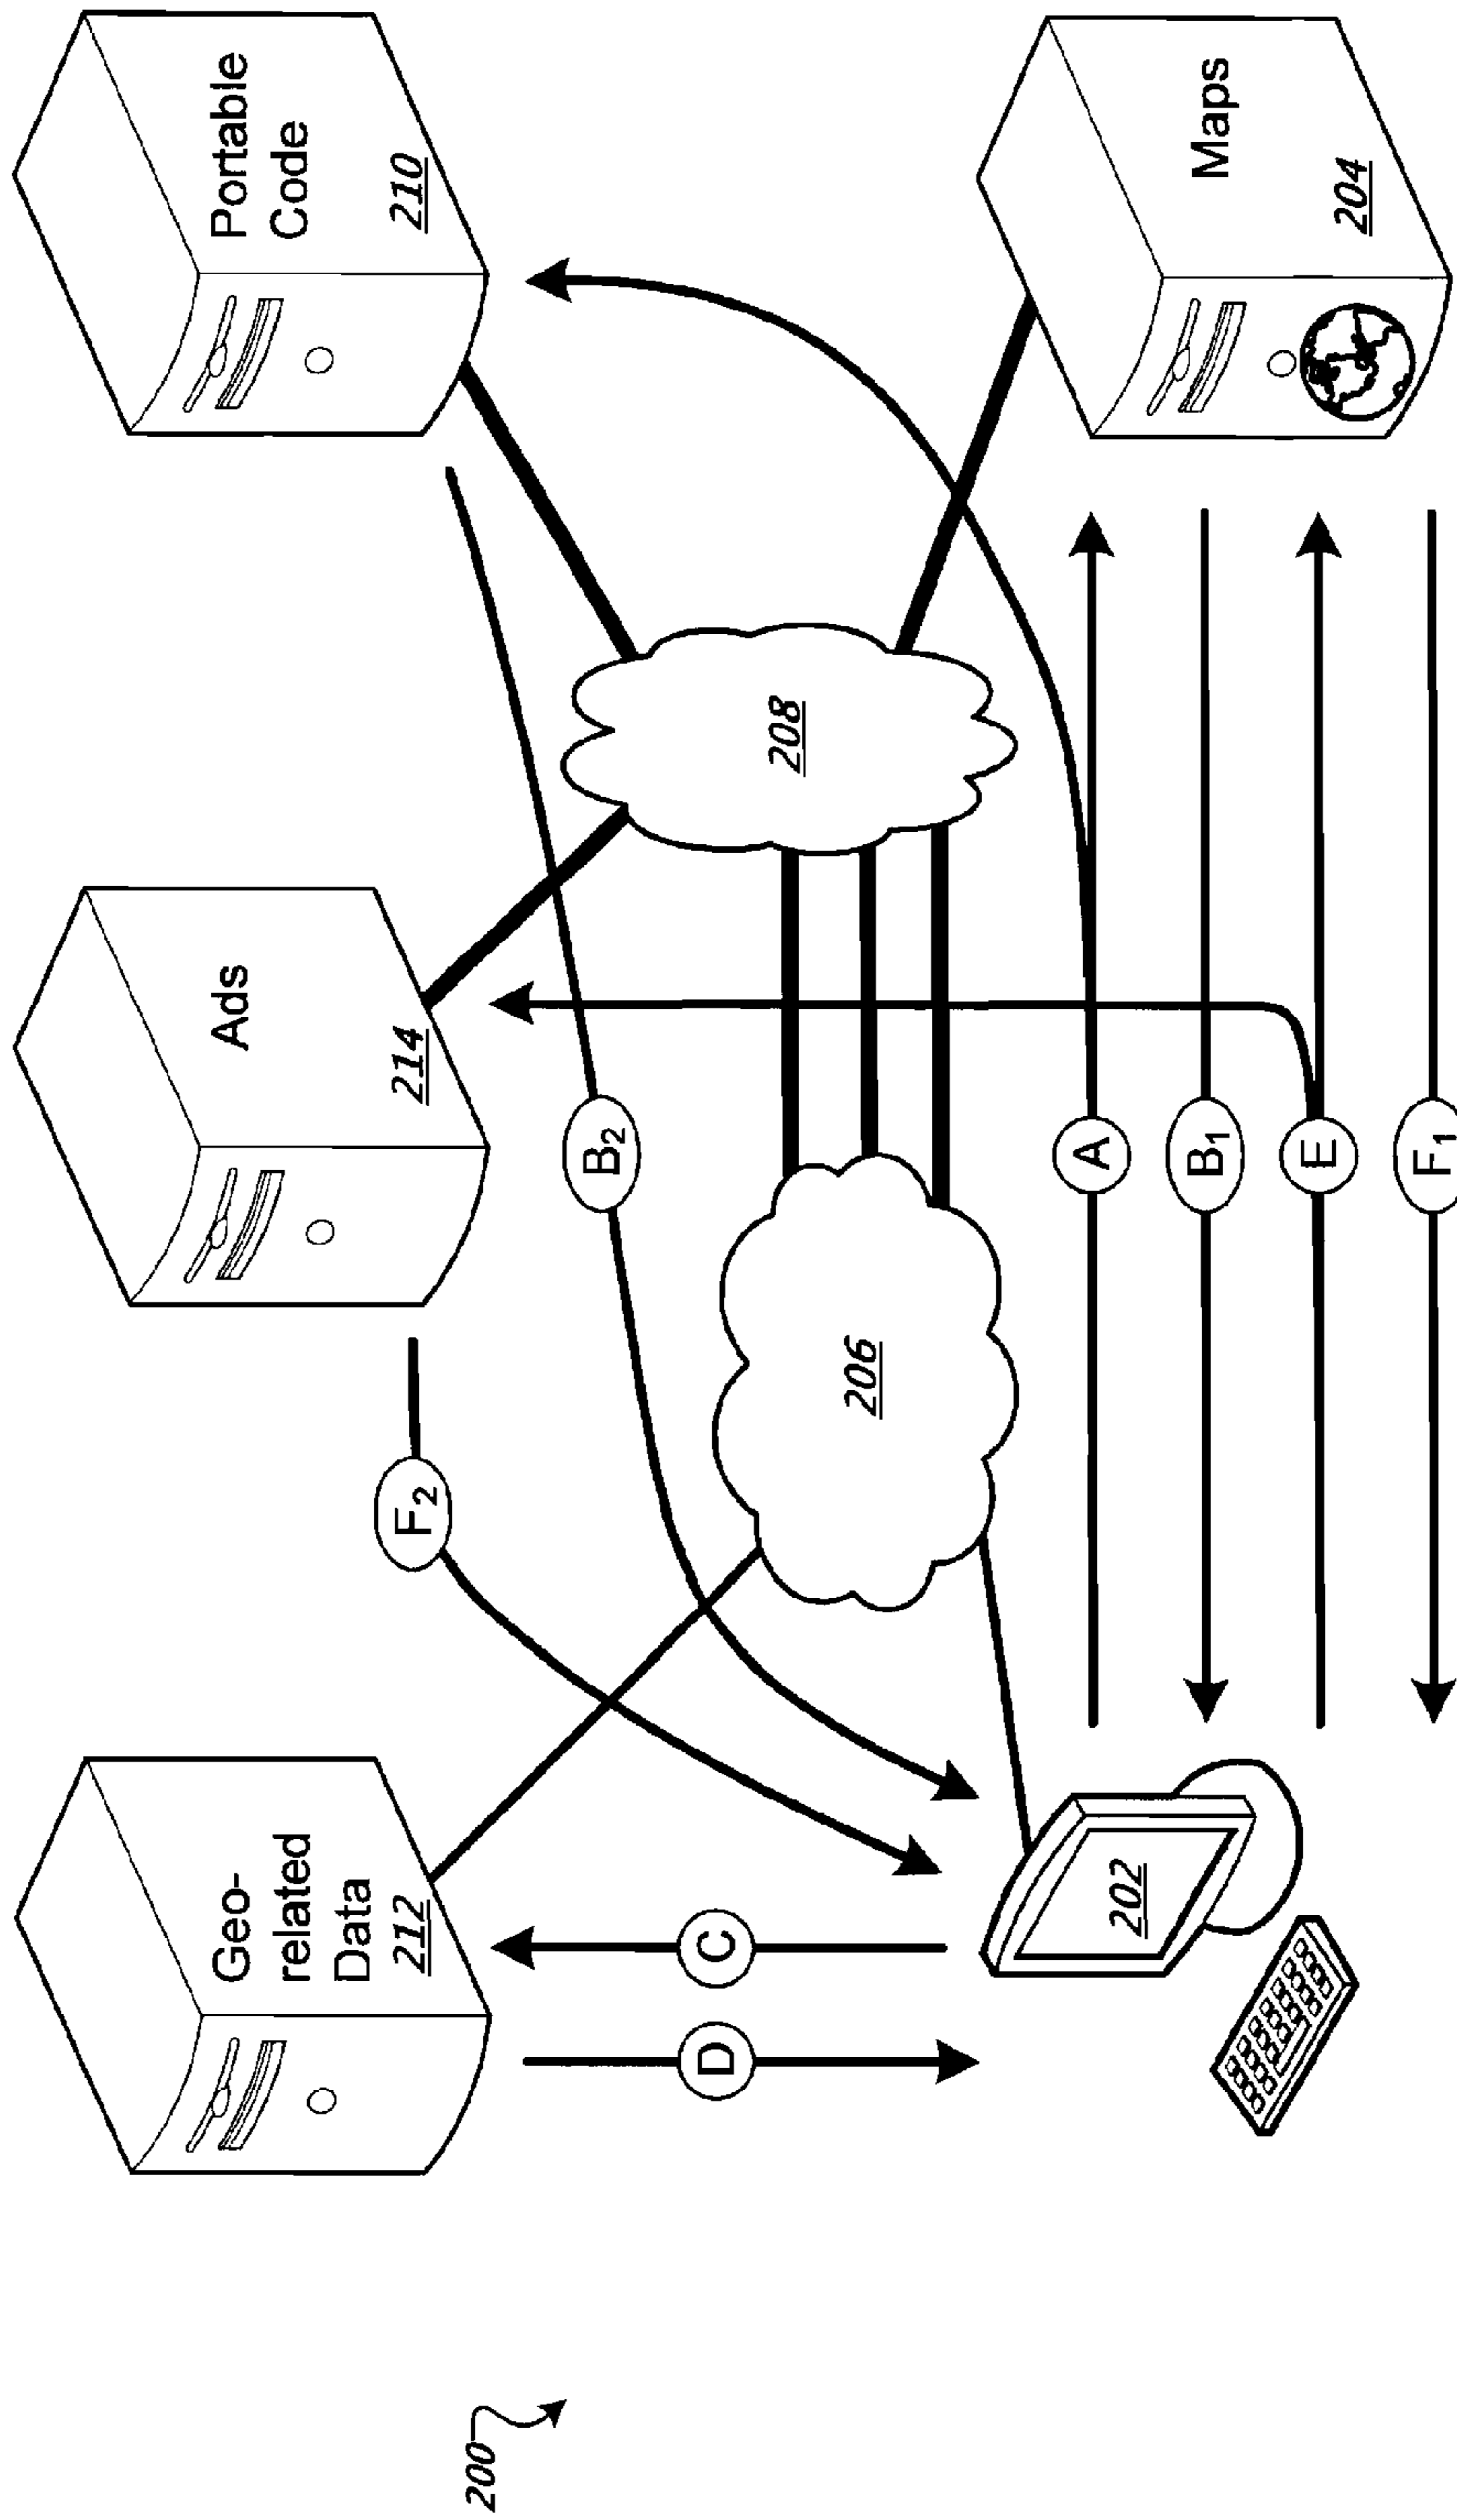 200
Geo-
related
Data
212
Ads
214
Portable
Code
210
F2
B2
D
C
206
208
202
A
B1
E
F1
Maps
204